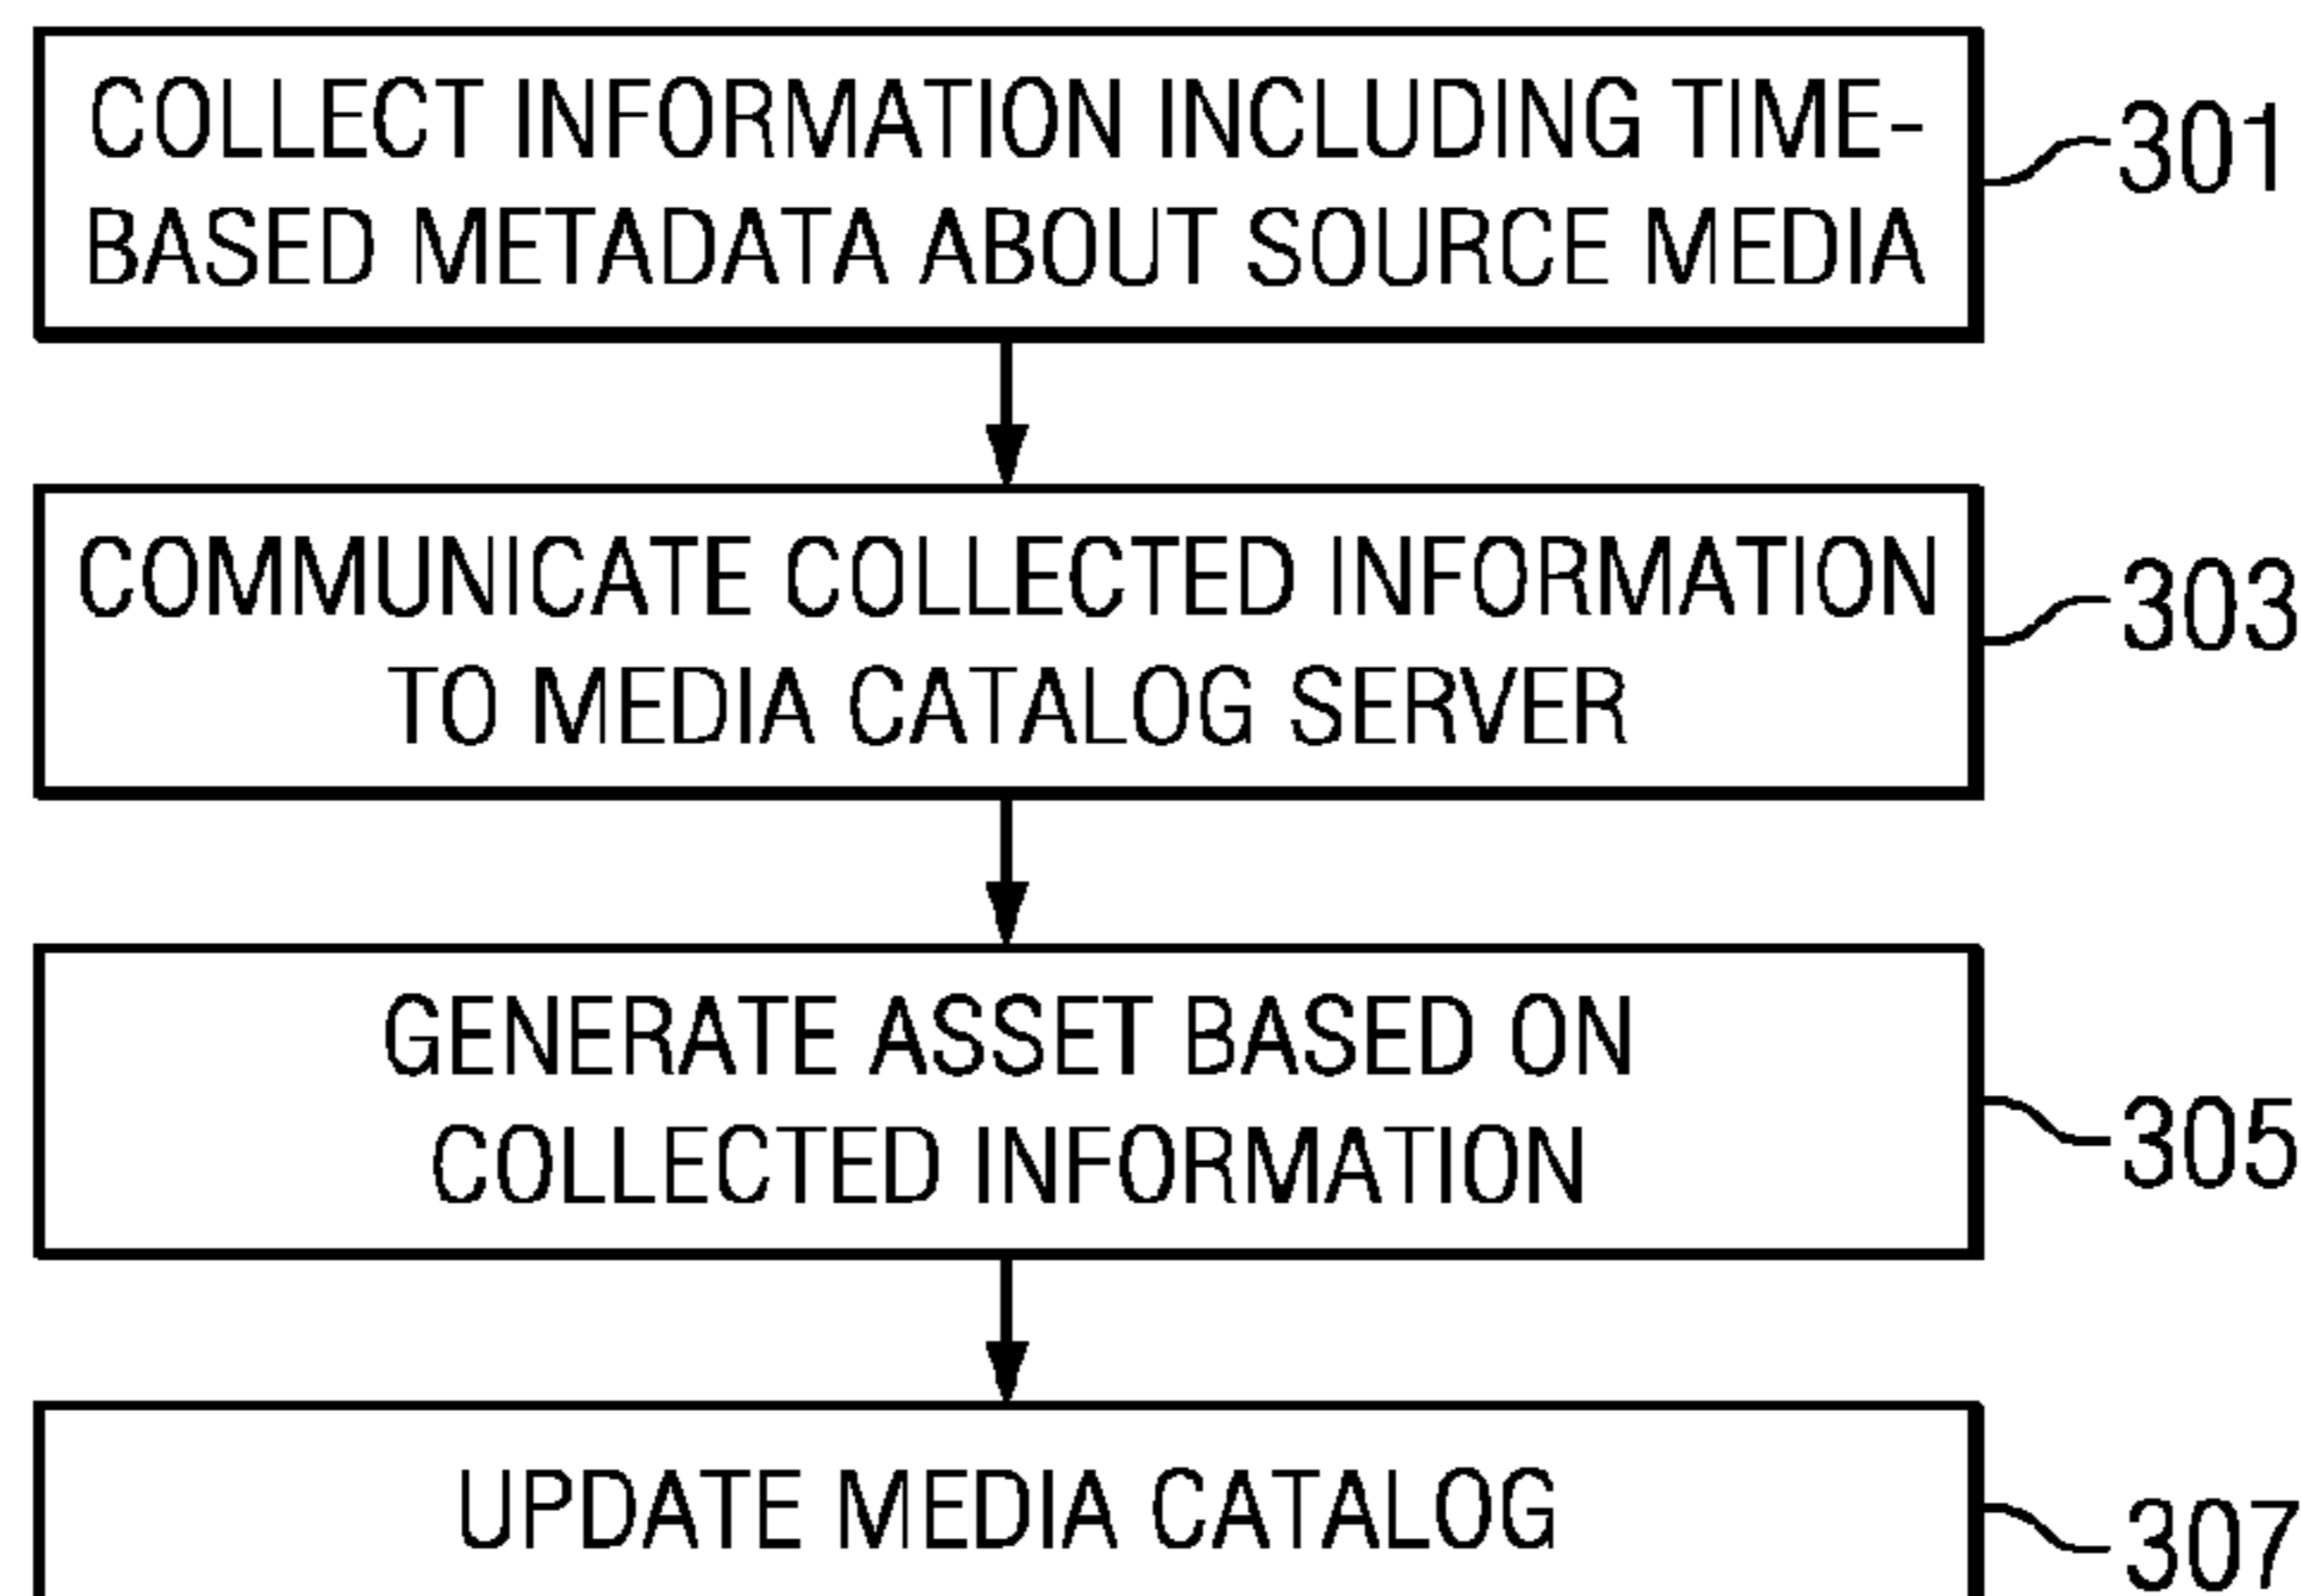 COLLECT INFORMATION INCLUDING TIME-
BASED METADATA ABOUT SOURCE MEDIA
301
COMMUNICATE COLLECTED INFORMATION
TO MEDIA CATALOG SERVER
303
GENERATE ASSET BASED ON
COLLECTED INFORMATION
305
UPDATE MEDIA CATALOG
307